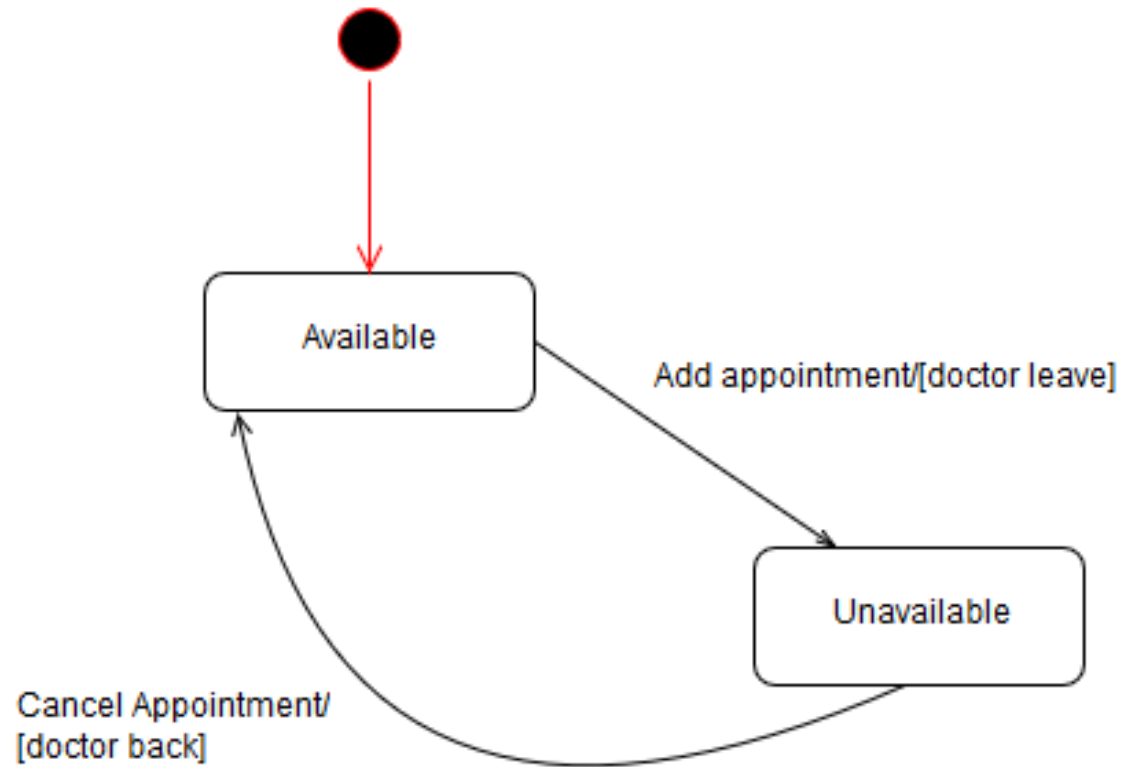 Available
Add appointment/[doctor leave]
Unavailable
Cancel Appointment/
[doctor back]